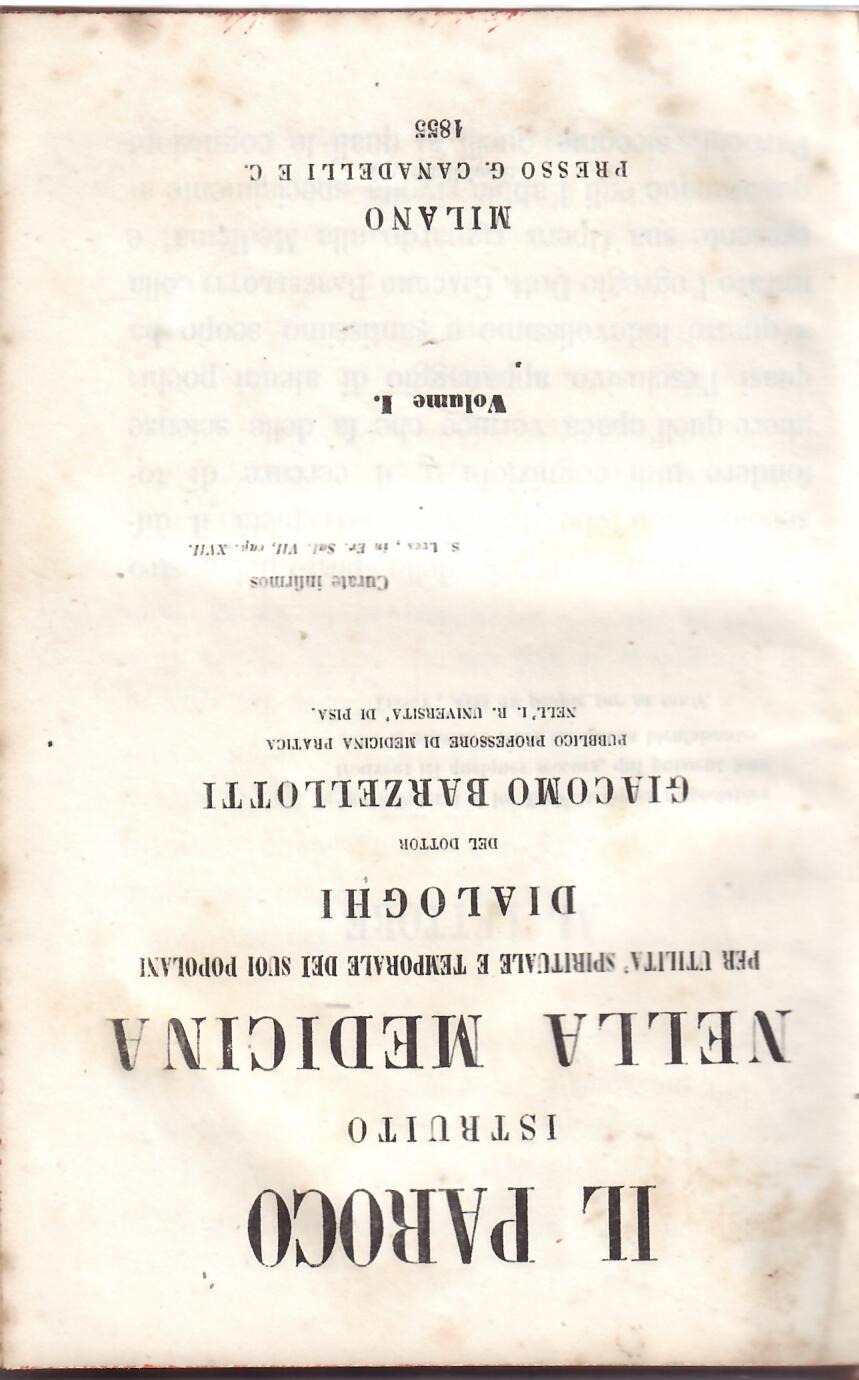 IL PAROCO
ISTRUITO
NELLA MEDICINA
PER UTILITA' SPIRITUALE E TEMPORALE DEI SUOI POPOLANI
DIALOGHI
DEL DOTTOR
GIACOMO BARZELLOTTI
PUBBLICO PROFESSORE DI MEDICINA PRATICA
NELL'I. R. UNIVERSITA' DI PISA.
Curate infirmos
S. Luca, in Ev. Sal. VII, cap. XVII.
Volume I.
MILANO
PRESSO G. CANADELLI E C.
1855